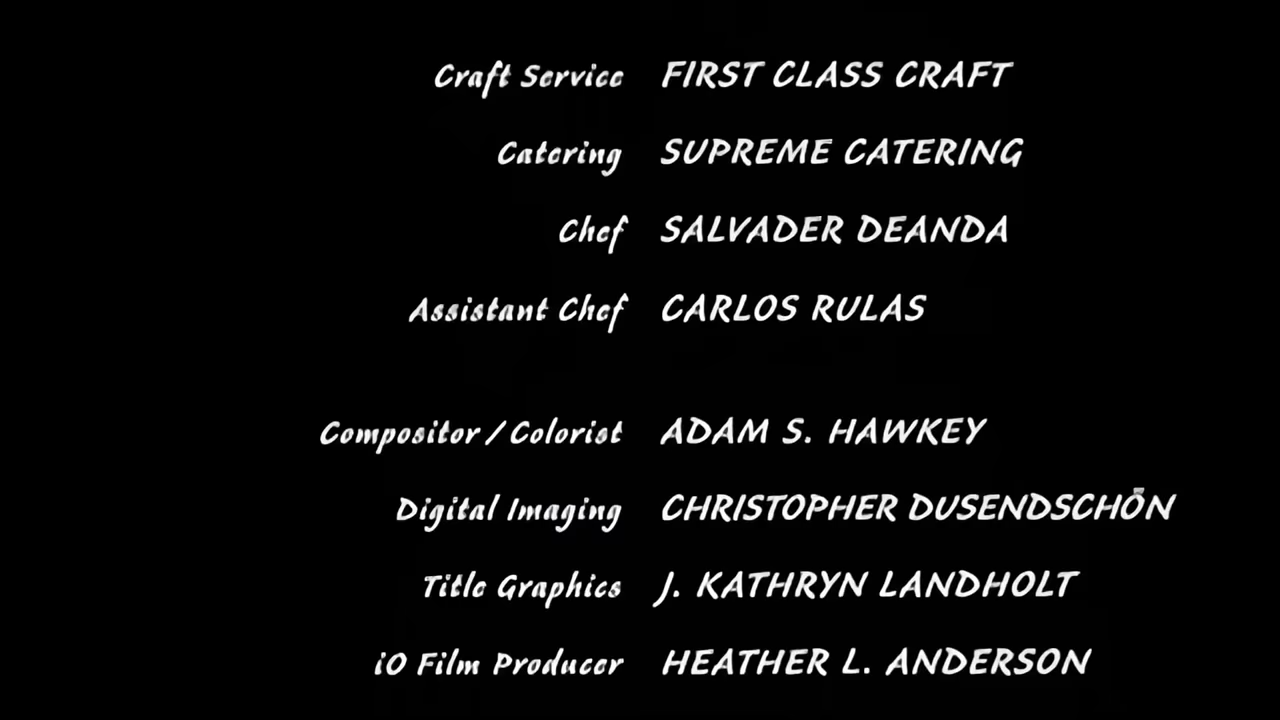 Craft Service FIRST CLASS CRAFT
Catering SUPREME CATERING
Chef SALVADER DEANDA
Assistant Chef CARLOS RULAS
Compositor / Colorist ADAM S. HAWKEY
Digital Imaging CHRISTOPHER DUSENDSCHÖN
Title Graphics J. KATHRYN LANDHOLT
iO Film Producer HEATHER L. ANDERSON